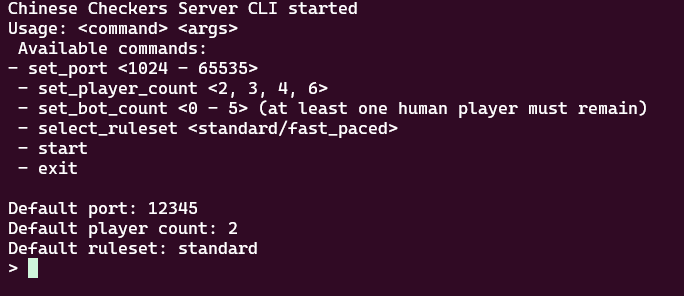 Chinese Checkers Server CLI started
Usage: <command> <args>
 Available commands:
- set_port <1024 - 65535>
 - set_player_count <2, 3, 4, 6>
 - set_bot_count <0 - 5> (at least one human player must remain)
 - select_ruleset <standard/fast_paced>
 - start
 - exit

Default port: 12345
Default player count: 2
Default ruleset: standard
>